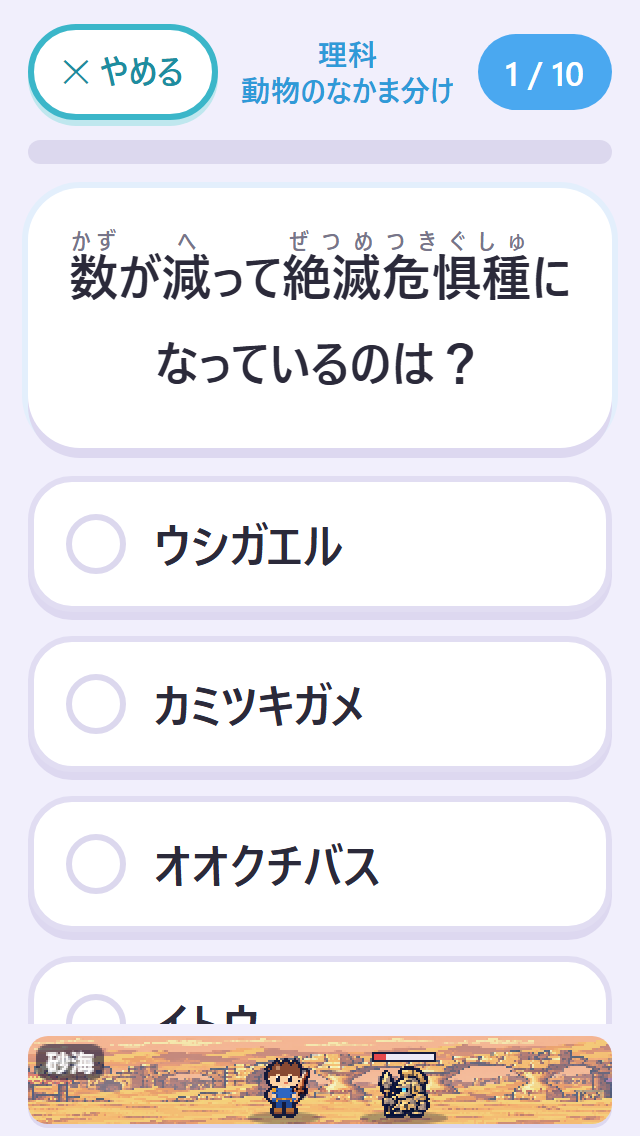 × やめる
理科
動物のなかま分け
1 / 10
かず へ ぜつめつきぐしゅ
数が減って絶滅危惧種に
なっているのは？
ウシガエル
カミツキガメ
オオクチバス
イトウ
砂海